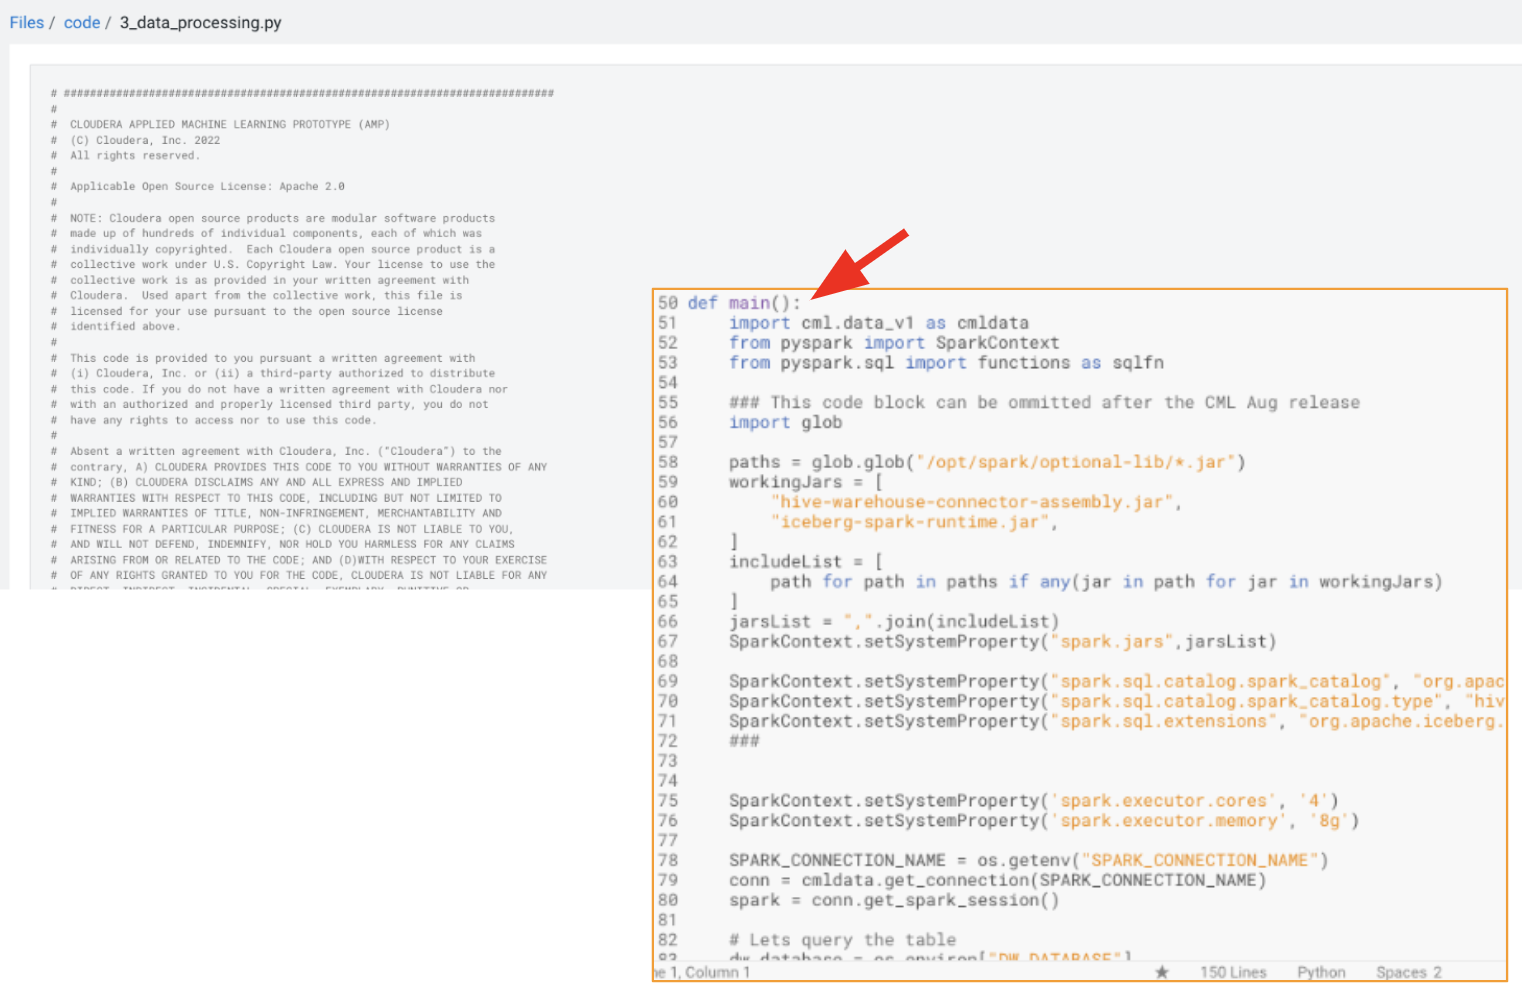 Files / code / 3_data_processing.py
# ###########################################################################
#
#  CLOUDERA APPLIED MACHINE LEARNING PROTOTYPE (AMP)
#  (C) Cloudera, Inc. 2022
#  All rights reserved.
#
#  Applicable Open Source License: Apache 2.0
#
#  NOTE: Cloudera open source products are modular software products
#  made up of hundreds of individual components, each of which was
#  individually copyrighted.  Each Cloudera open source product is a
#  collective work under U.S. Copyright Law. Your license to use the
#  collective work is as provided in your written agreement with
#  Cloudera.  Used apart from the collective work, this file is
#  licensed for your use pursuant to the open source license
#  identified above.
#
#  This code is provided to you pursuant a written agreement with
#  (i) Cloudera, Inc. or (ii) a third-party authorized to distribute
#  this code. If you do not have a written agreement with Cloudera nor
#  with an authorized and properly licensed third party, you do not
#  have any rights to access nor to use this code.
#
#  Absent a written agreement with Cloudera, Inc. ("Cloudera") to the
#  contrary, A) CLOUDERA PROVIDES THIS CODE TO YOU WITHOUT WARRANTIES OF ANY
#  KIND; (B) CLOUDERA DISCLAIMS ANY AND ALL EXPRESS AND IMPLIED
#  WARRANTIES WITH RESPECT TO THIS CODE, INCLUDING BUT NOT LIMITED TO
#  IMPLIED WARRANTIES OF TITLE, NON-INFRINGEMENT, MERCHANTABILITY AND
#  FITNESS FOR A PARTICULAR PURPOSE; (C) CLOUDERA IS NOT LIABLE TO YOU,
#  AND WILL NOT DEFEND, INDEMNIFY, NOR HOLD YOU HARMLESS FOR ANY CLAIMS
#  ARISING FROM OR RELATED TO THE CODE; AND (D)WITH RESPECT TO YOUR EXERCISE
#  OF ANY RIGHTS GRANTED TO YOU FOR THE CODE, CLOUDERA IS NOT LIABLE FOR ANY
50 def main():
51     import cml.data_v1 as cmldata
52     from pyspark import SparkContext
53     from pyspark.sql import functions as sqlfn
54
55     ### This code block can be ommitted after the CML Aug release
56     import glob
57
58     paths = glob.glob("/opt/spark/optional-lib/*.jar")
59     workingJars = [
60         "hive-warehouse-connector-assembly.jar",
61         "iceberg-spark-runtime.jar",
62     ]
63     includeList = [
64         path for path in paths if any(jar in path for jar in workingJars)
65     ]
66     jarsList = ",".join(includeList)
67     SparkContext.setSystemProperty("spark.jars",jarsList)
68
69     SparkContext.setSystemProperty("spark.sql.catalog.spark_catalog", "org.apac
70     SparkContext.setSystemProperty("spark.sql.catalog.spark_catalog.type", "hiv
71     SparkContext.setSystemProperty("spark.sql.extensions", "org.apache.iceberg.
72     ###
73
74
75     SparkContext.setSystemProperty('spark.executor.cores', '4')
76     SparkContext.setSystemProperty('spark.executor.memory', '8g')
77
78     SPARK_CONNECTION_NAME = os.getenv("SPARK_CONNECTION_NAME")
79     conn = cmldata.get_connection(SPARK_CONNECTION_NAME)
80     spark = conn.get_spark_session()
81
82     # Lets query the table
83     dw_database = os.environ["DW_DATABASE"]
ne 1, Column 1 ★ 150 Lines Python Spaces 2